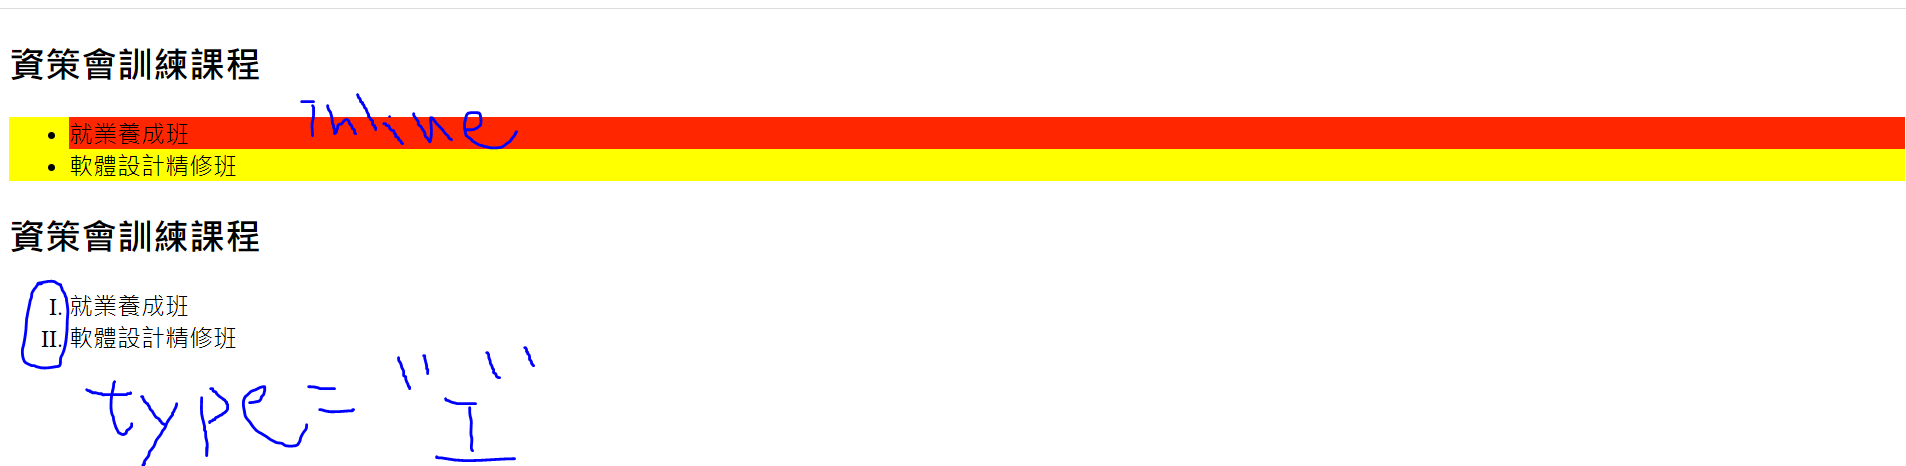 資策會訓練課程
inline
• 就業養成班
• 軟體設計精修班
資策會訓練課程
I. 就業養成班
II. 軟體設計精修班
type="I"